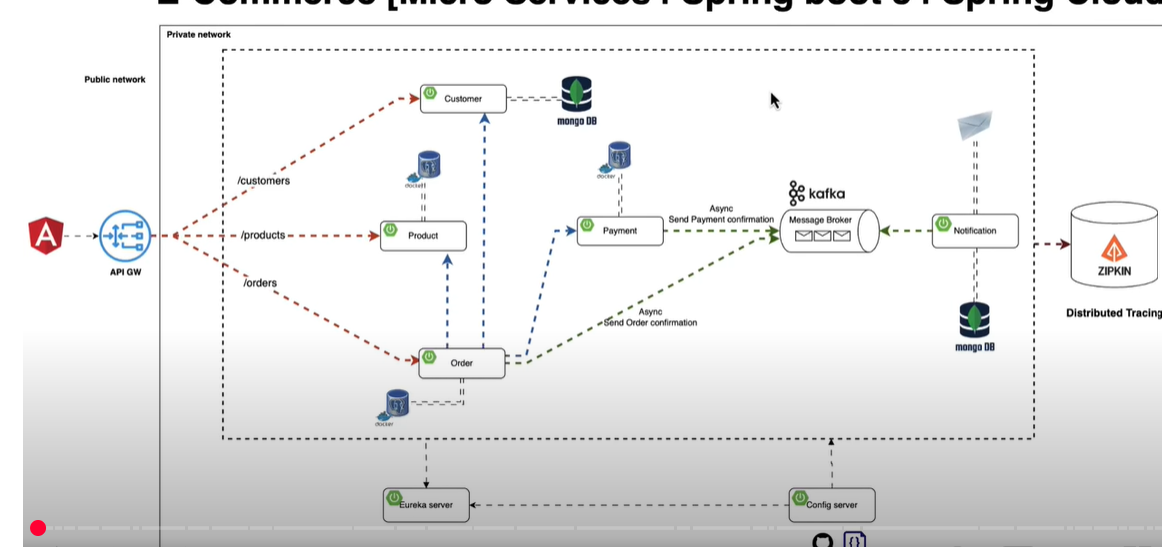 E-Commerce [Micro Services : Spring boot 3 : Spring Cloud
Private network
Public network
Customer
mongo DB
docker
/customers
docker
kafka
Async
Send Payment confirmation
Message Broker
/products
Product
Payment
Notification
API GW
ZIPKIN
/orders
Async
Send Order confirmation
Distributed Tracing
mongo DB
Order
docker
Eureka server
Config server